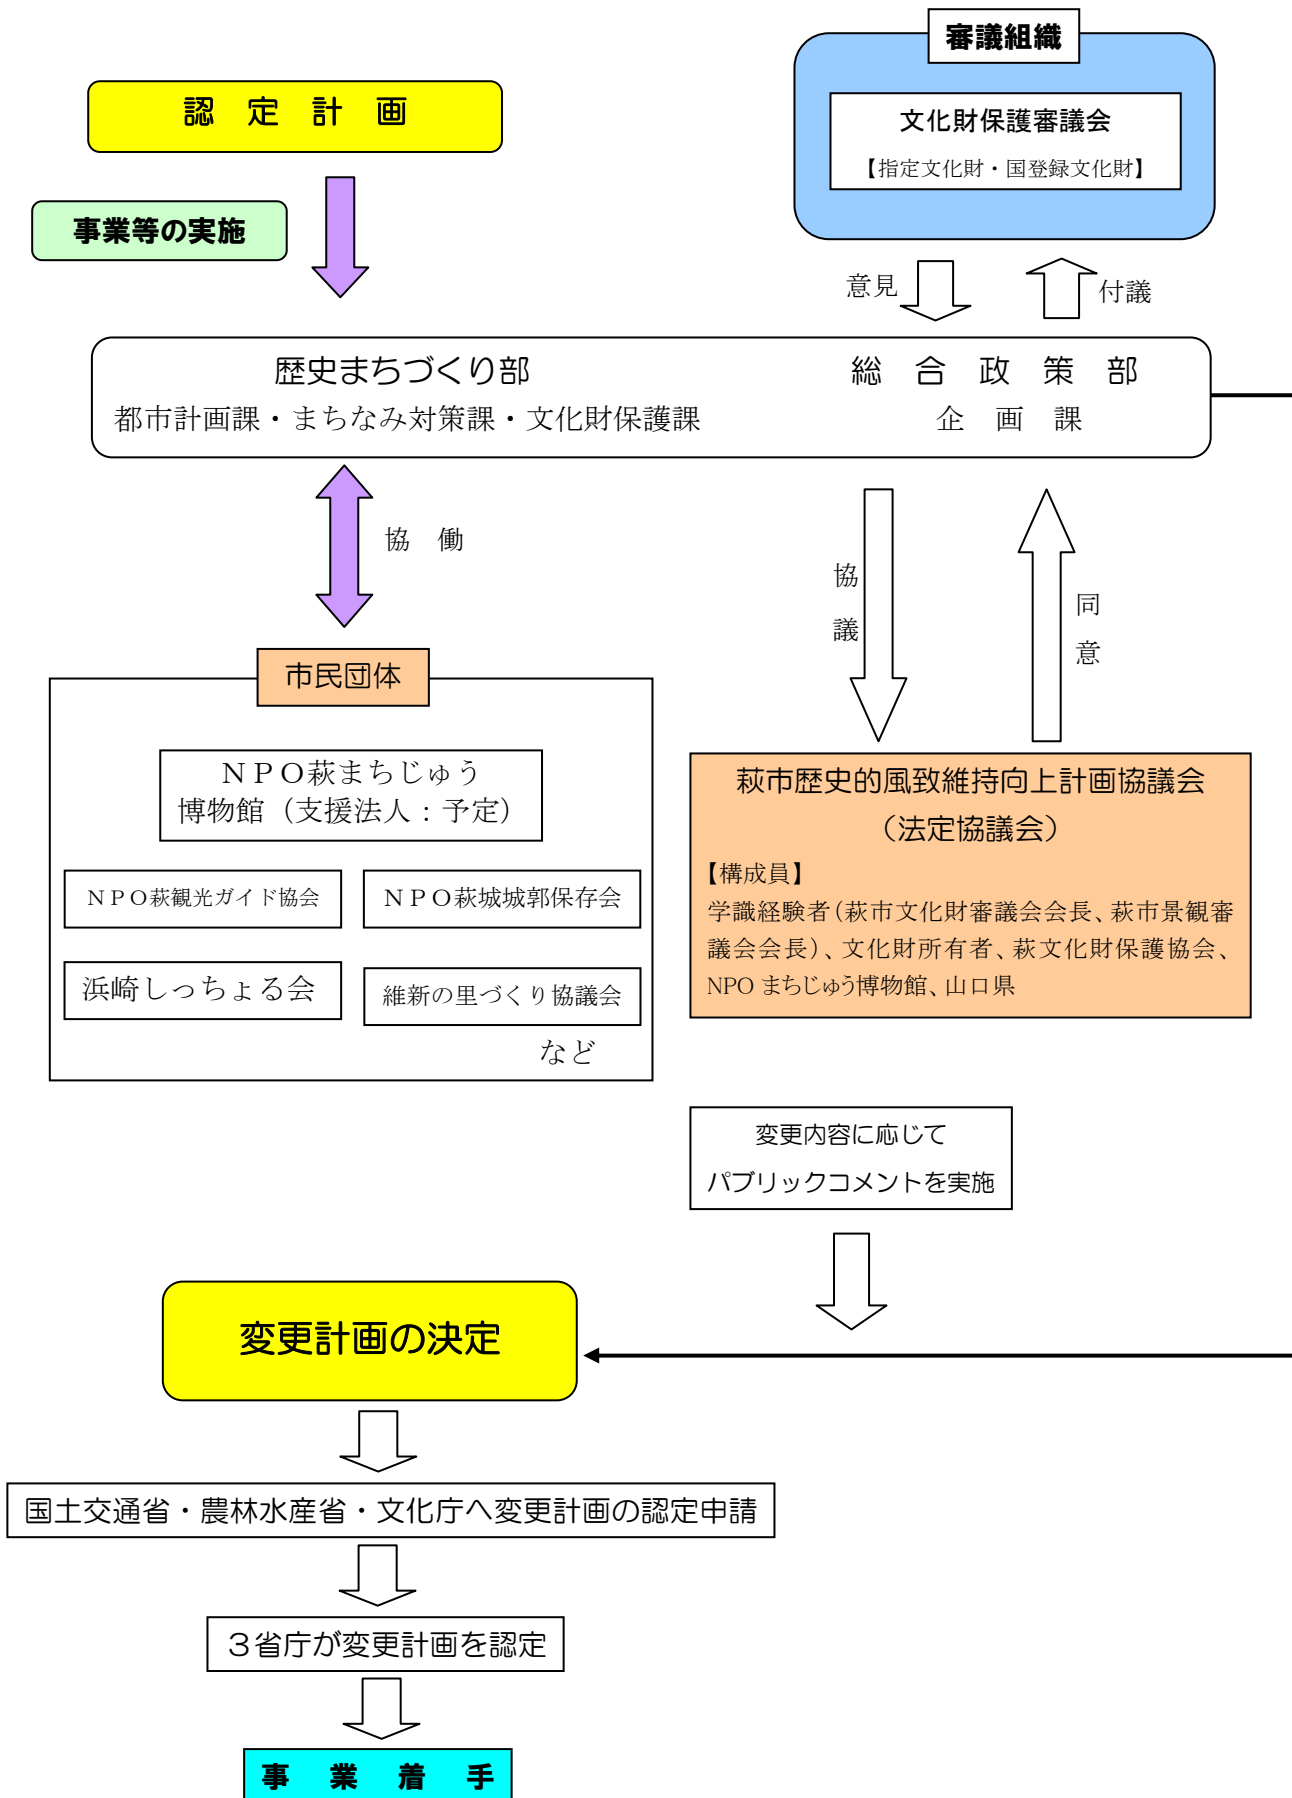 審議組織
認　定　計　画
文化財保護審議会
【指定文化財・国登録文化財】
事業等の実施
意見
付議
歴史まちづくり部
都市計画課・まちなみ対策課・文化財保護課
総　合　政　策　部
企　画　課
協　働
協議
同意
市民団体
ＮＰＯ萩まちじゅう
博物館（支援法人：予定）
ＮＰＯ萩観光ガイド協会
ＮＰＯ萩城城郭保存会
浜崎しっちょる会
維新の里づくり協議会
など
萩市歴史的風致維持向上計画協議会
（法定協議会）
【構成員】
学識経験者（萩市文化財審議会会長、萩市景観審
議会会長）、文化財所有者、萩文化財保護協会、
NPO まちじゅう博物館、山口県
変更内容に応じて
パブリックコメントを実施
変更計画の決定
国土交通省・農林水産省・文化庁へ変更計画の認定申請
３省庁が変更計画を認定
事　業　着　手